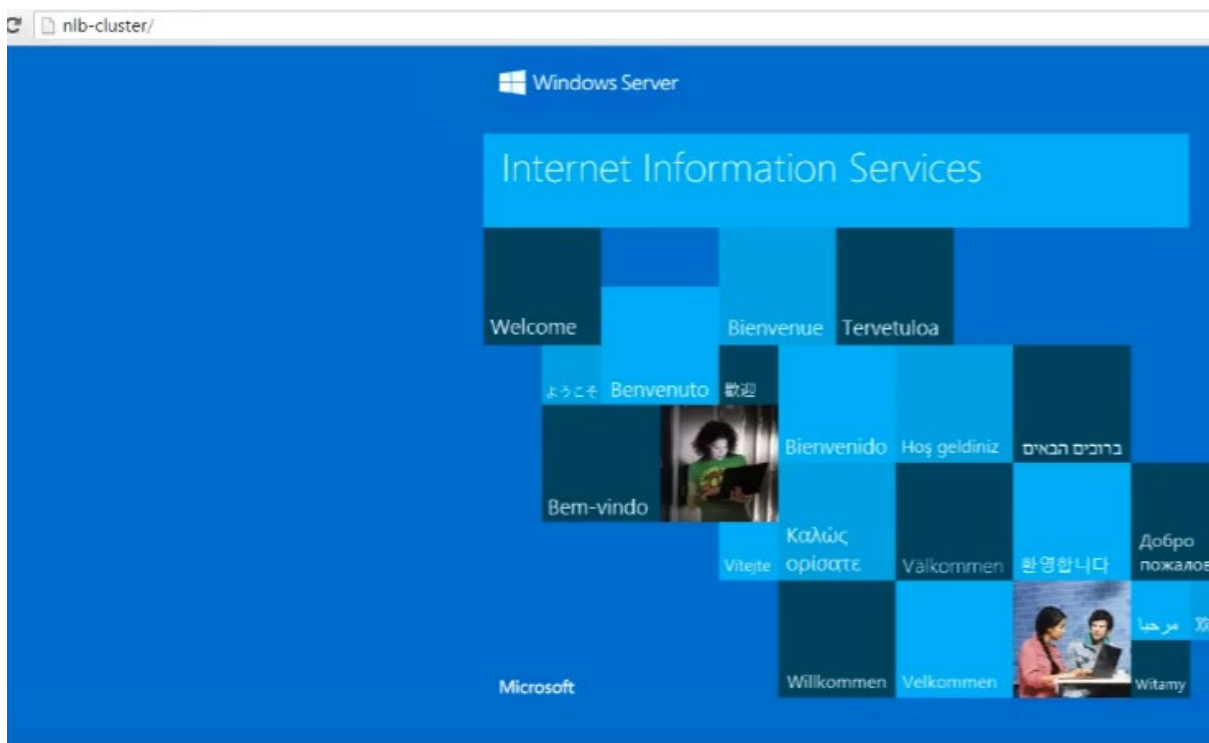 nlb-cluster/
Windows Server
Internet Information Services
Welcome
Bienvenue
Tervetuloa
ようこそ
Benvenuto
歡迎
Bienvenido
Hoş geldiniz
ברוכים הבאים
Bem-vindo
Vítejte
Καλώς
ορίσατε
Välkommen
환영합니다
Добро
пожалов
مرحبا
欢
Willkommen
Velkommen
Witamy
Microsoft